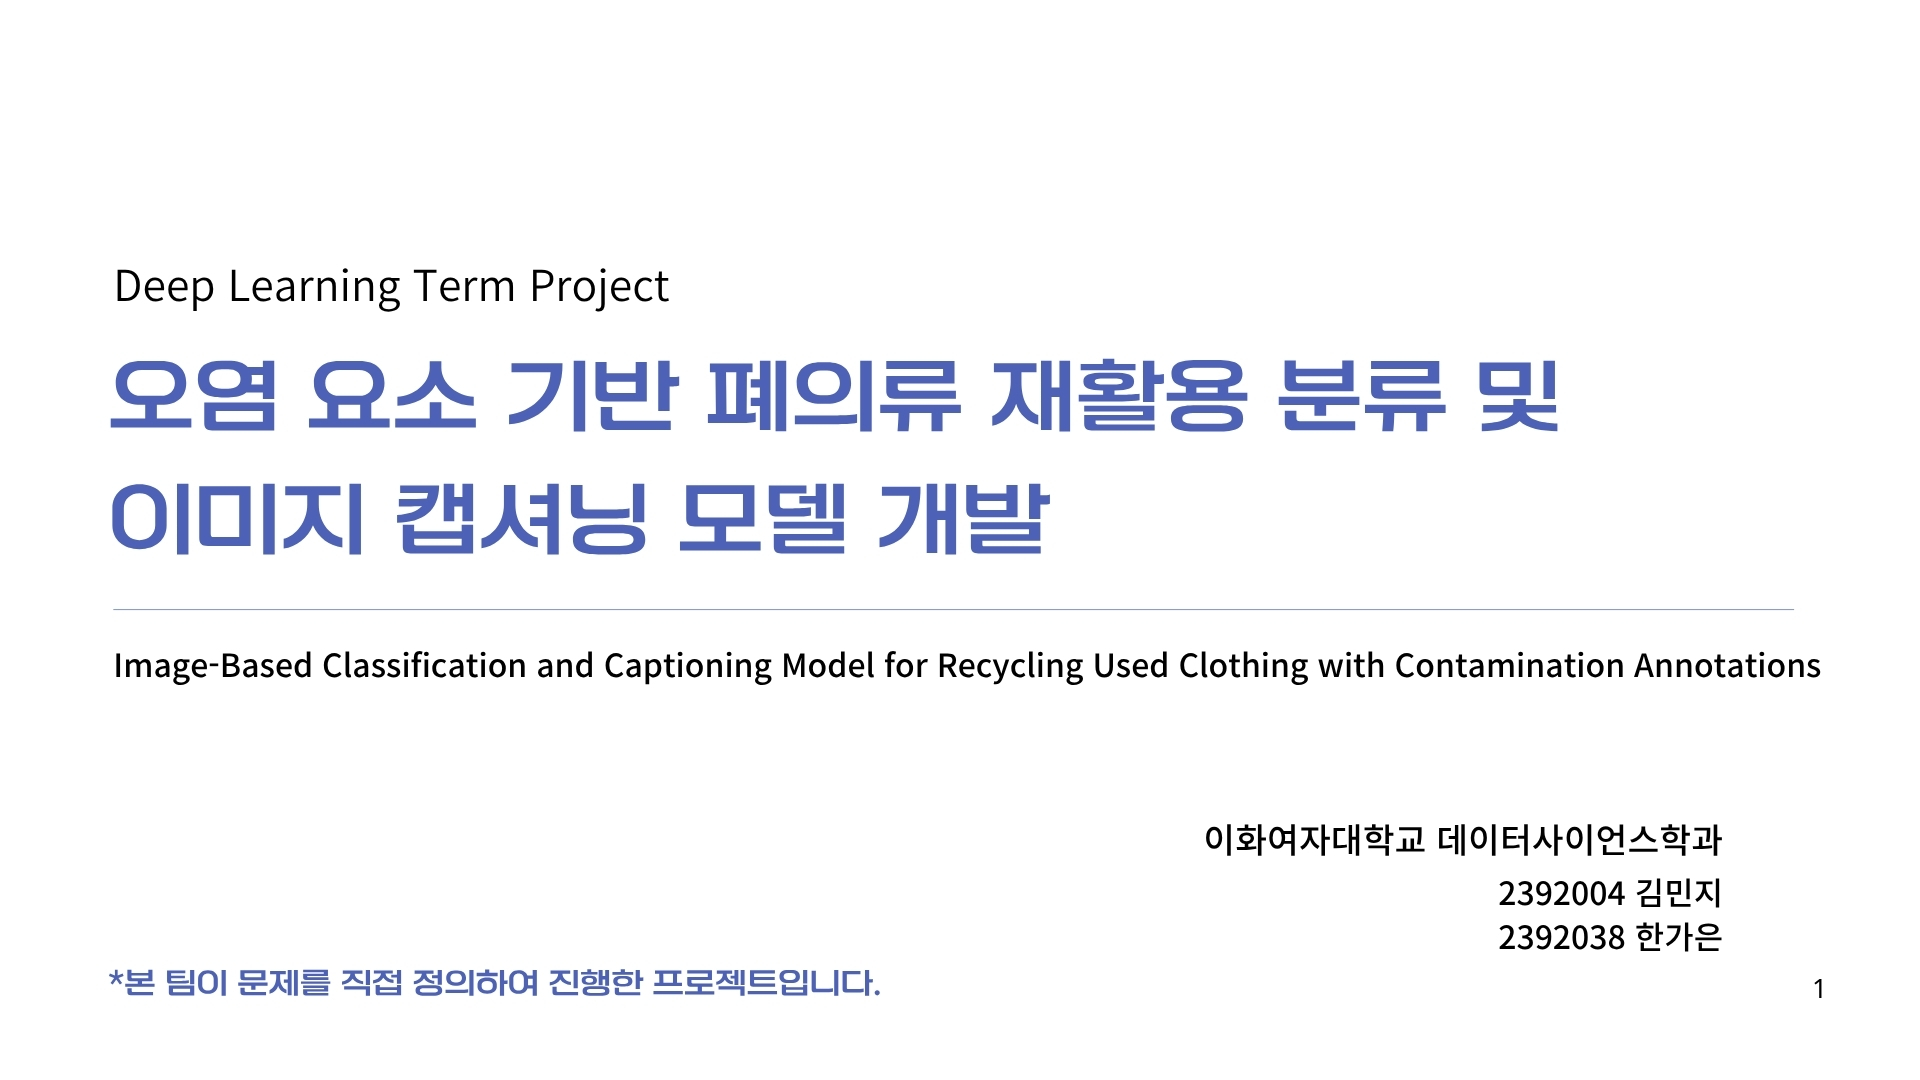 Deep Learning Term Project
오염 요소 기반 폐의류 재활용 분류 및
이미지 캡셔닝 모델 개발
Image-Based Classification and Captioning Model for Recycling Used Clothing with Contamination Annotations
이화여자대학교 데이터사이언스학과
2392004 김민지
2392038 한가은
*본 팀이 문제를 직접 정의하여 진행한 프로젝트입니다.
1